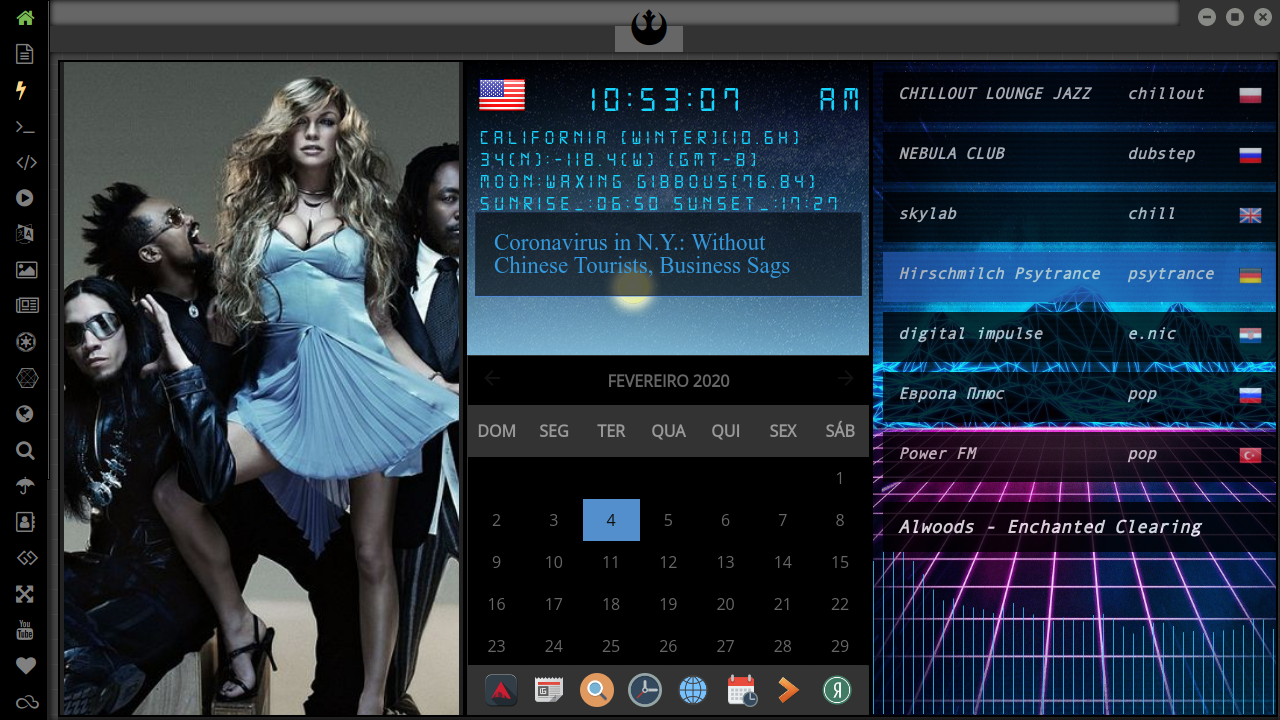 10:53:07 AM
CALIFORNIA (WINTER)(10.6H)
34(N):-118.4(W) (GMT-8)
MOON:WAXING GIBBOUS(76.84)
SUNRISE_:06:50 SUNSET_:17:27
Coronavirus in N.Y.: Without
Chinese Tourists, Business Sags
FEVEREIRO 2020
DOM SEG TER QUA QUI SEX SÁB
1
2 3 4 5 6 7 8
9 10 11 12 13 14 15
16 17 18 19 20 21 22
23 24 25 26 27 28 29
CHILLOUT LOUNGE JAZZ chillout
NEBULA CLUB dubstep
skylab chill
Hirschmilch Psytrance psytrance
digital impulse e.nic
Европа Плюс pop
Power FM pop
Alwoods - Enchanted Clearing
You
Tube
Я